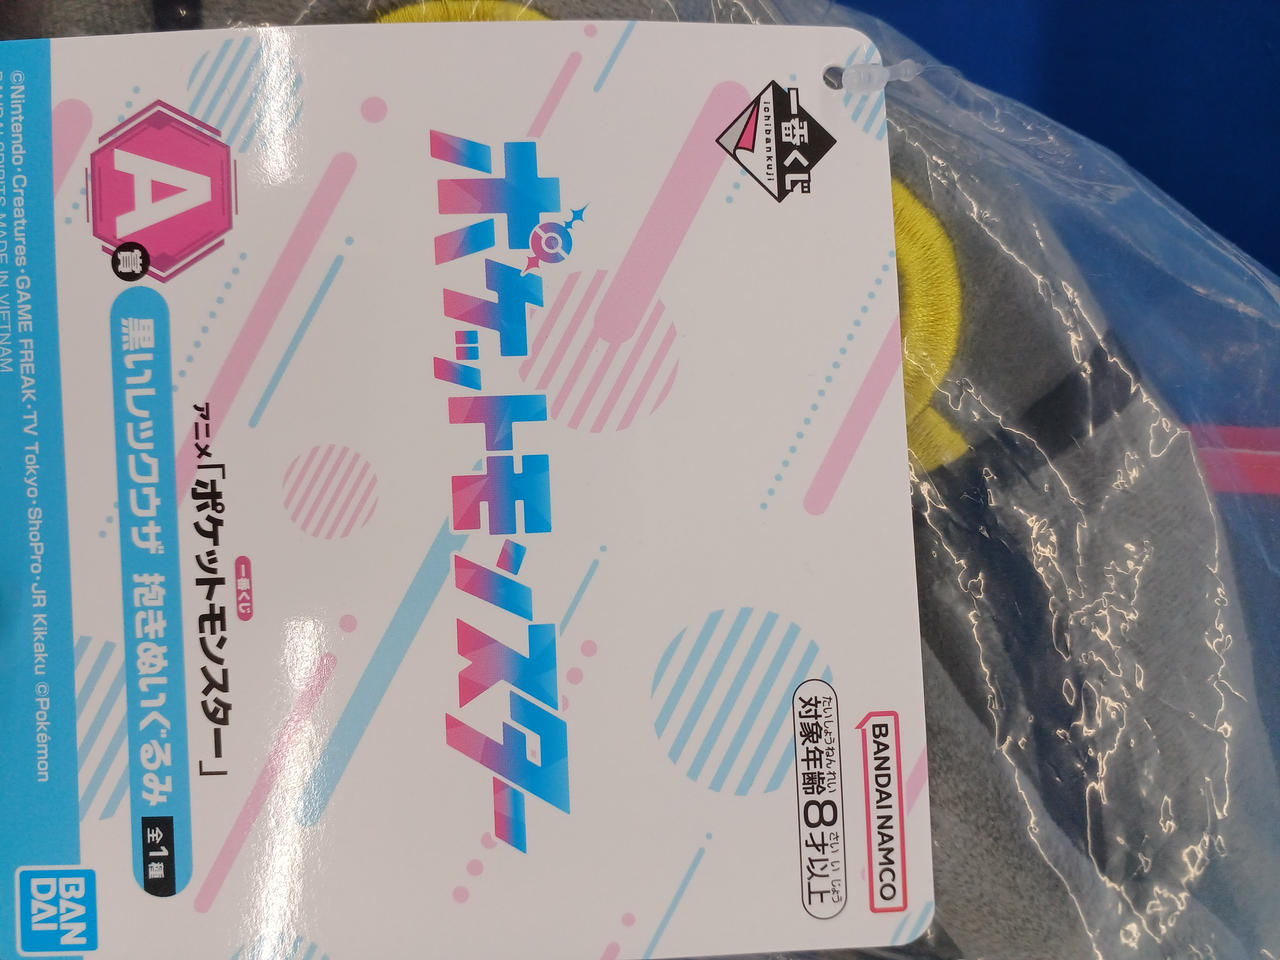 一番くじ
ichibankuji
BANDAI NAMCO
たいしょうねんれい さい いじょう
対象年齢8才以上
ポケットモンスター
一番くじ
アニメ「ポケットモンスター」
A賞
黒いレックウザ 抱きぬいぐるみ 全1種
©Nintendo・Creatures・GAME FREAK・TV Tokyo・ShoPro・JR Kikaku ©Pokémon
BANDAI SPIRITS MADE IN VIETNAM
BAN
DAI